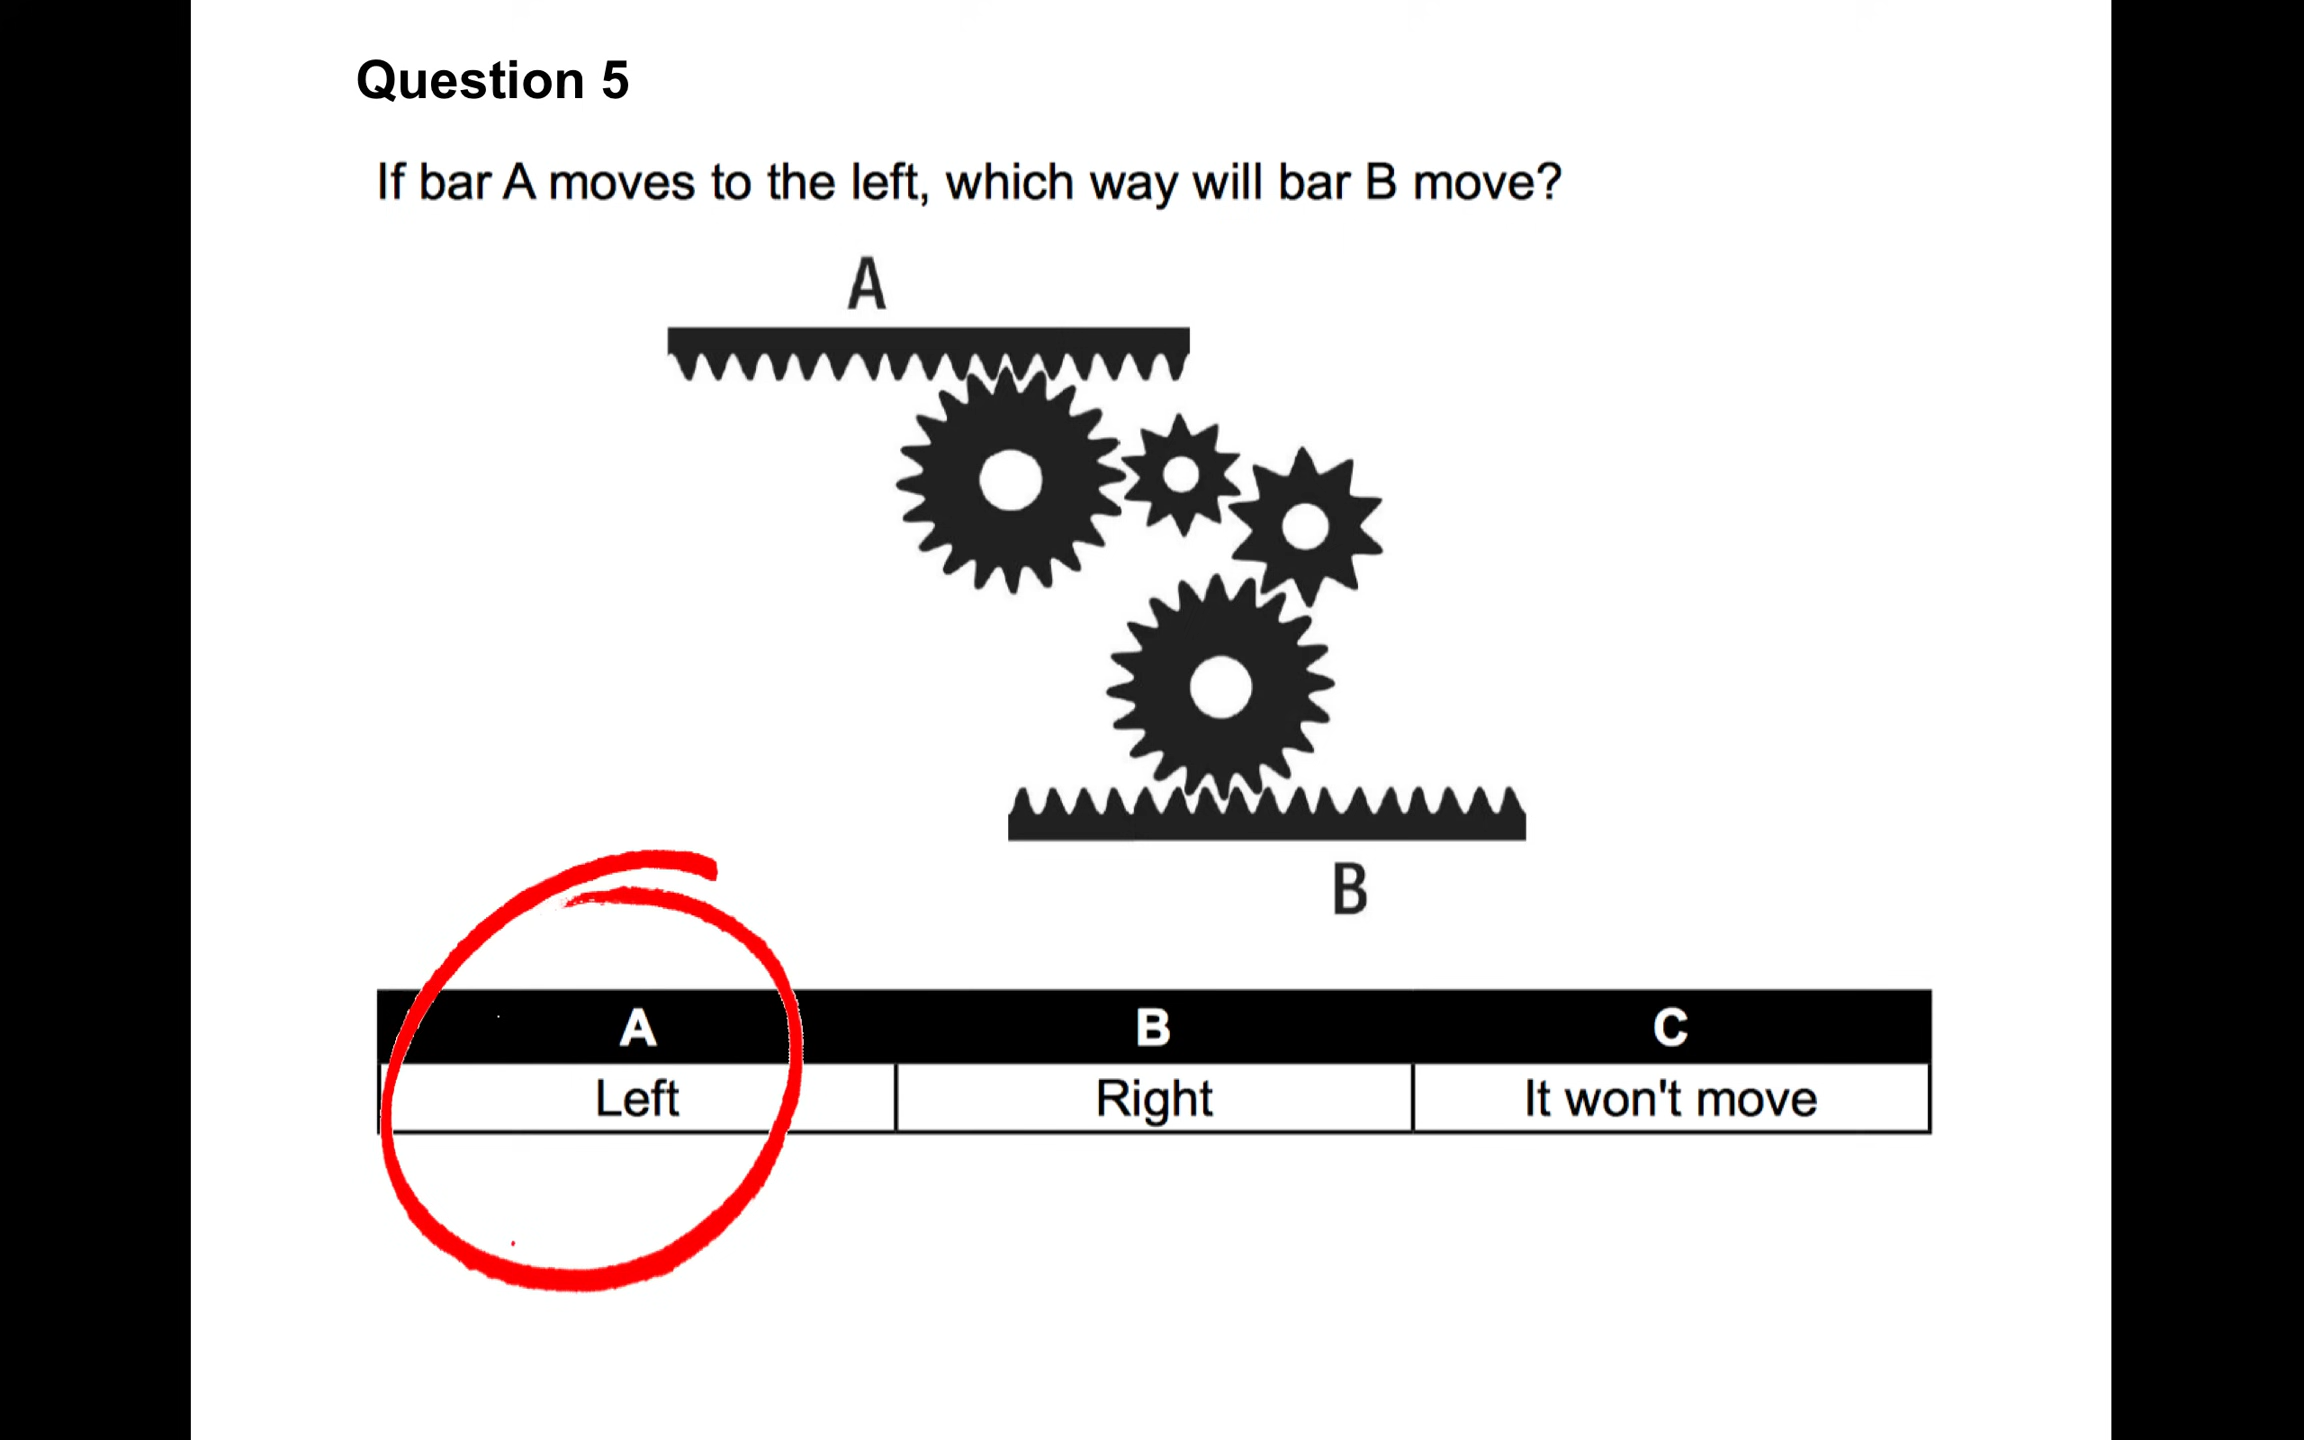 Question 5
If bar A moves to the left, which way will bar B move?
A
B
A B C
Left Right It won't move